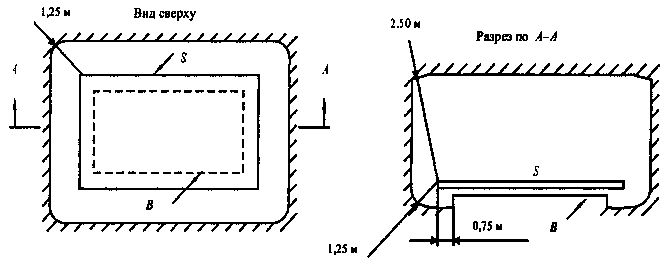 1,25 м
Вид сверху
S
A
A
B
2.50 м
Разрез по A–A
S
B
0,75 м
1,25 м